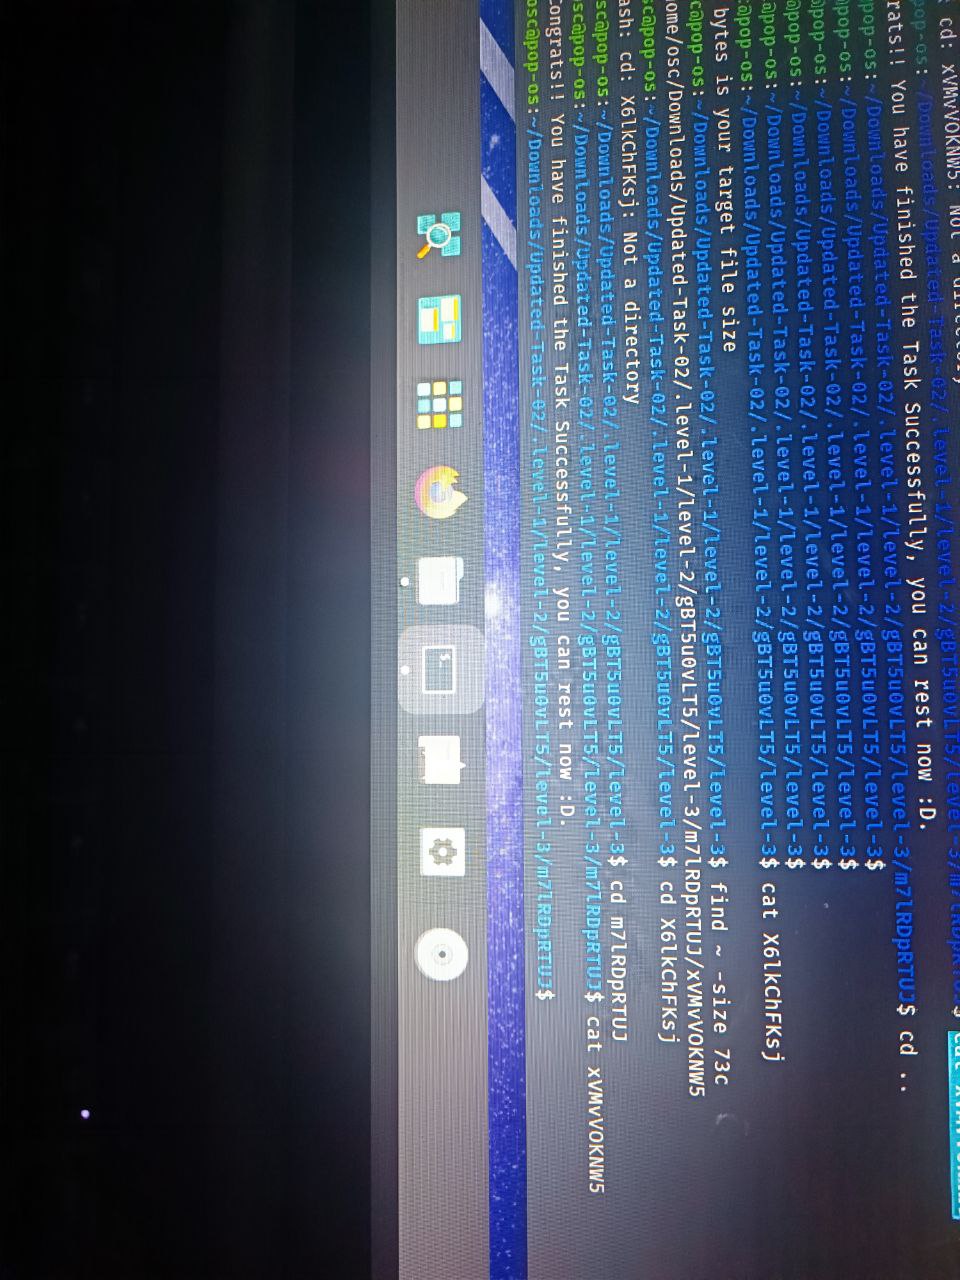 cd: xVMvVOKNW5: Not a directory
pop-os:~/Downloads/Updated-Task-02/.level-1/level-2/gBT5u0vLT5/level-3/m7lRDpRTUJ$ cat xVMvVOKNW5
rats!! You have finished the Task Successfully, you can rest now :D.
pop-os:~/Downloads/Updated-Task-02/.level-1/level-2/gBT5u0vLT5/level-3/m7lRDpRTUJ$ cd ..
pop-os:~/Downloads/Updated-Task-02/.level-1/level-2/gBT5u0vLT5/level-3$
@pop-os:~/Downloads/Updated-Task-02/.level-1/level-2/gBT5u0vLT5/level-3$
@pop-os:~/Downloads/Updated-Task-02/.level-1/level-2/gBT5u0vLT5/level-3$
@pop-os:~/Downloads/Updated-Task-02/.level-1/level-2/gBT5u0vLT5/level-3$
@pop-os:~/Downloads/Updated-Task-02/.level-1/level-2/gBT5u0vLT5/level-3$ cat X6lkChFKsj
bytes is your target file size
c@pop-os:~/Downloads/Updated-Task-02/.level-1/level-2/gBT5u0vLT5/level-3$ find ~ -size 73c
ome/osc/Downloads/Updated-Task-02/.level-1/level-2/gBT5u0vLT5/level-3/m7lRDpRTUJ/xVMvVOKNW5
sc@pop-os:~/Downloads/Updated-Task-02/.level-1/level-2/gBT5u0vLT5/level-3$ cd X6lkChFKsj
ash: cd: X6lkChFKsj: Not a directory
sc@pop-os:~/Downloads/Updated-Task-02/.level-1/level-2/gBT5u0vLT5/level-3$ cd m7lRDpRTUJ
osc@pop-os:~/Downloads/Updated-Task-02/.level-1/level-2/gBT5u0vLT5/level-3/m7lRDpRTUJ$ cat xVMvVOKNW5
Congrats!! You have finished the Task Successfully, you can rest now :D.
osc@pop-os:~/Downloads/Updated-Task-02/.level-1/level-2/gBT5u0vLT5/level-3/m7lRDpRTUJ$